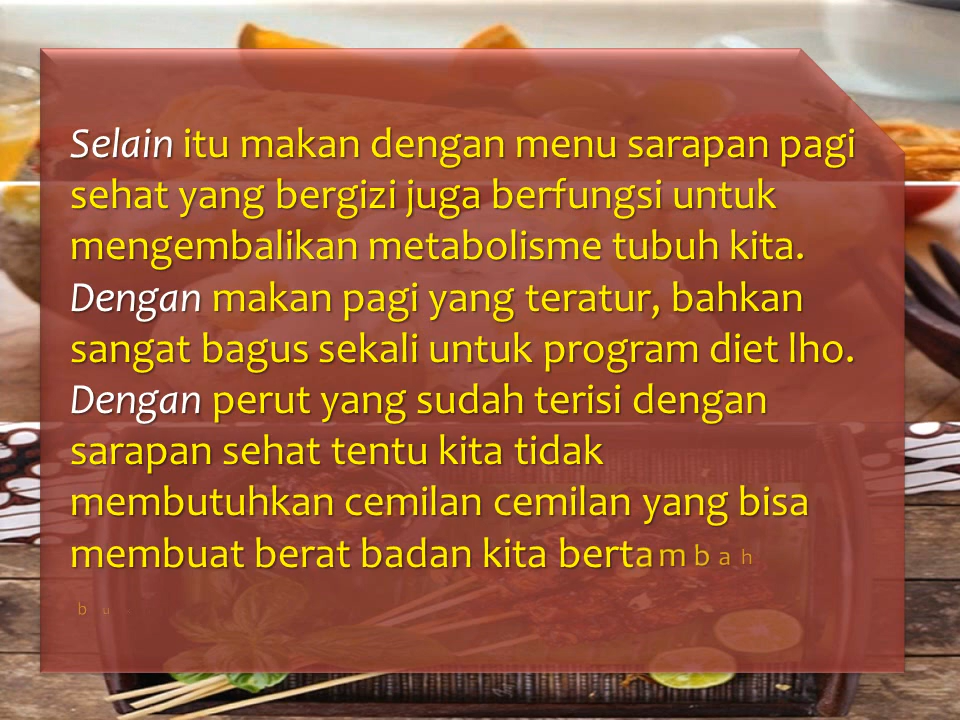 Selain itu makan dengan menu sarapan pagi
sehat yang bergizi juga berfungsi untuk
mengembalikan metabolisme tubuh kita.
Dengan makan pagi yang teratur, bahkan
sangat bagus sekali untuk program diet lho.
Dengan perut yang sudah terisi dengan
sarapan sehat tentu kita tidak
membutuhkan cemilan cemilan yang bisa
membuat berat badan kita bertambah
b u